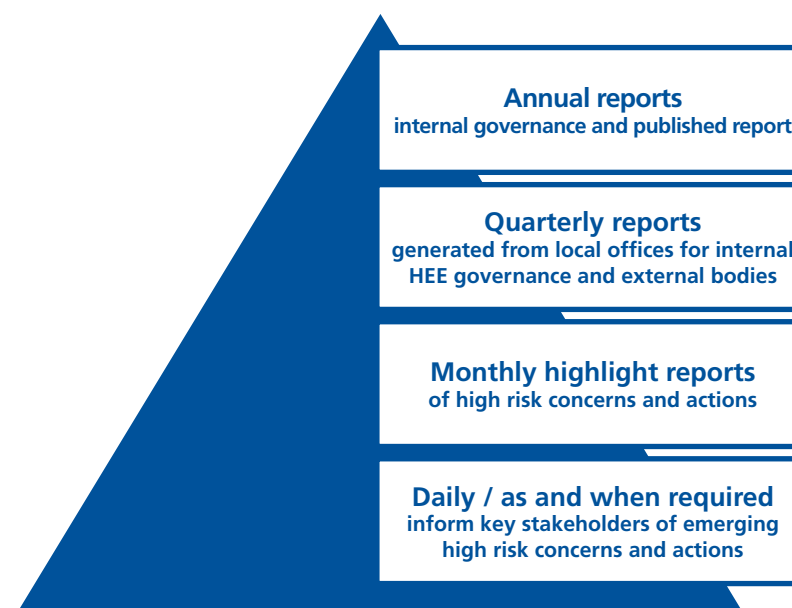 Annual reports
internal governance and published report
Quarterly reports
generated from local offices for internal
HEE governance and external bodies
Monthly highlight reports
of high risk concerns and actions
Daily / as and when required
inform key stakeholders of emerging
high risk concerns and actions